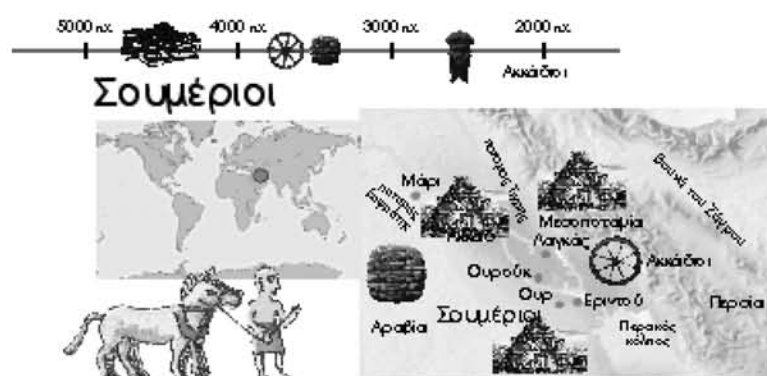 5000 π.χ. 4000 π.χ. 3000 π.χ. 2000 π.χ.
Ακκάδιοι
Σουμέριοι
ποταμός Τίγρης
βουνά του Ζάγρου
Μάρι
ποταμός Ευφράτης
Μεσοποταμία
Λαγκάς
Ακκάδιοι
Ουρούκ
Ουρ
Εριντού
Περσία
Αραβία
Σουμέριοι
Περσικός
κόλπος